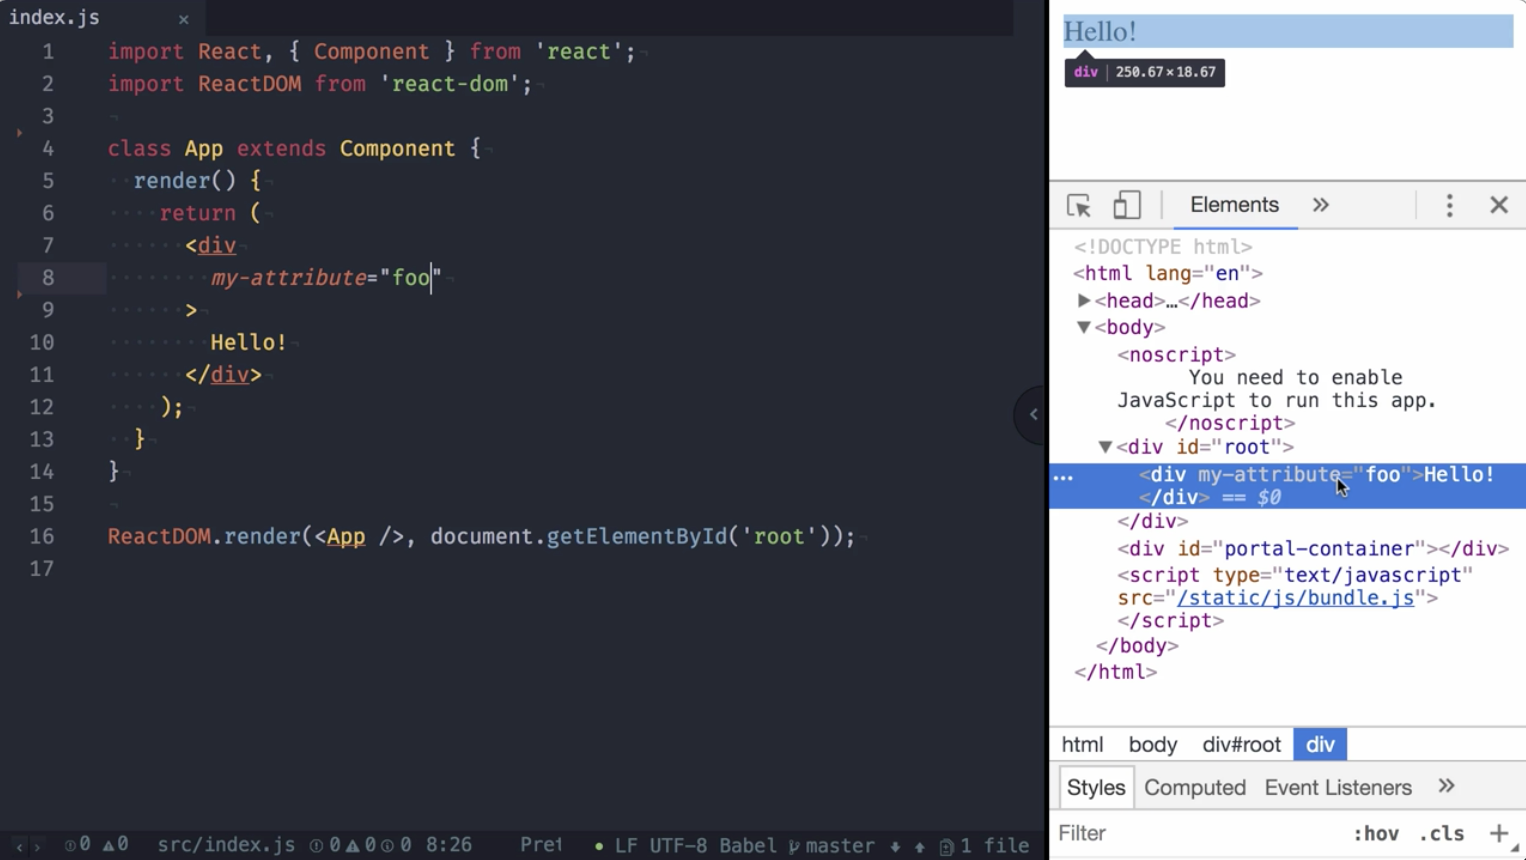 index.js ×
1 import React, { Component } from 'react';
2 import ReactDOM from 'react-dom';
3
4 class App extends Component {
5 render() {
6 return (
7 <div
8 my-attribute="foo"
9 >
10 Hello!
11 </div>
12 );
13 }
14 }
15
16 ReactDOM.render(<App />, document.getElementById('root'));
17
0 0 src/index.js 0 0 0 8:26 LF UTF-8 Babel master 1 file
Hello!
div 250.67×18.67
Elements »
<!DOCTYPE html>
<html lang="en">
<head>…</head>
<body>
<noscript>
You need to enable
JavaScript to run this app.
</noscript>
<div id="root">
<div my-attribute="foo">Hello!
</div> == $0
</div>
<div id="portal-container"></div>
<script type="text/javascript"
src="/static/js/bundle.js">
</script>
</body>
</html>
html body div#root div
Styles Computed Event Listeners »
Filter :hov .cls +